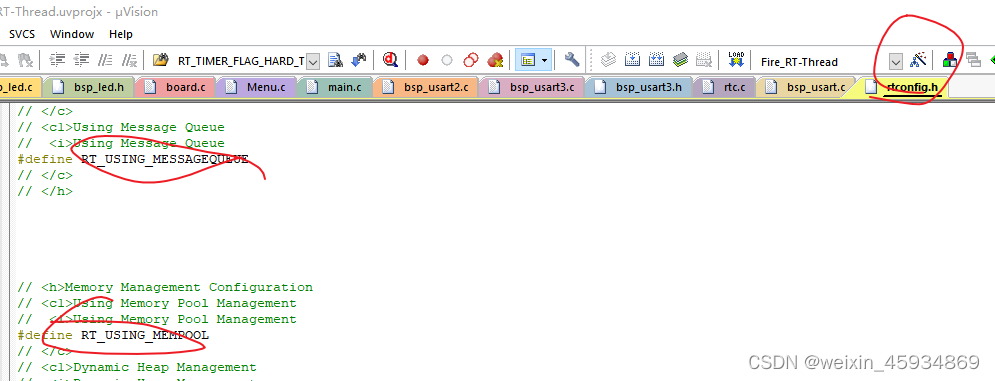 RT-Thread.uvprojx - µVision
SVCS Window Help
RT_TIMER_FLAG_HARD_T Fire_RT-Thread
p_led.c bsp_led.h board.c Menu.c main.c bsp_usart2.c bsp_usart3.c bsp_usart3.h rtc.c bsp_usart.c rtconfig.h
// </c>
// <c1>Using Message Queue
// <i>Using Message Queue
#define RT_USING_MESSAGEQUEUE
// </c>
// </h>
// <h>Memory Management Configuration
// <c1>Using Memory Pool Management
// <i>Using Memory Pool Management
#define RT_USING_MEMPOOL
// </c>
// <c1>Dynamic Heap Management
CSDN @weixin_45934869